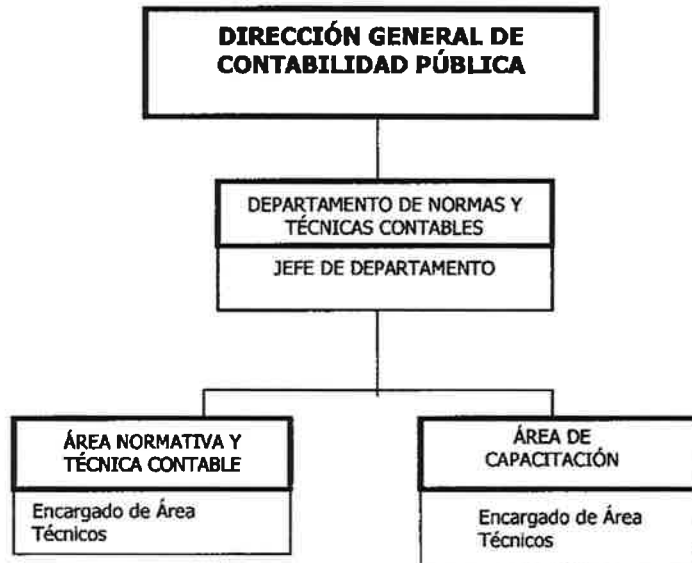 DIRECCIÓN GENERAL DE
CONTABILIDAD PÚBLICA
DEPARTAMENTO DE NORMAS Y
TÉCNICAS CONTABLES
JEFE DE DEPARTAMENTO
ÁREA NORMATIVA Y
TÉCNICA CONTABLE
Encargado de Área
Técnicos
ÁREA DE
CAPACITACIÓN
Encargado de Área
Técnicos